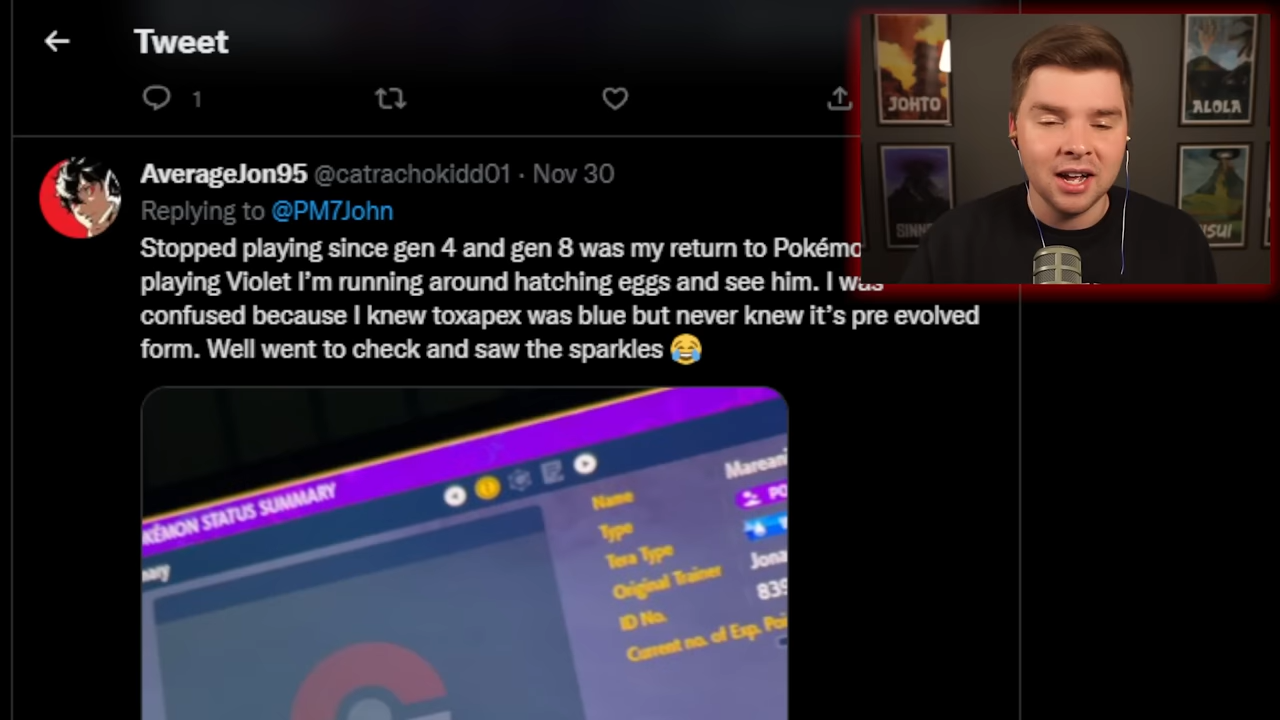 Tweet
1
AverageJon95 @catrachokidd01 · Nov 30
Replying to @PM7John
Stopped playing since gen 4 and gen 8 was my return to Pokémo
playing Violet I’m running around hatching eggs and see him. I was
confused because I knew toxapex was blue but never knew it’s pre evolved
form. Well went to check and saw the sparkles 😂
JOHTO
ALOLA
SINN
ISUI
KÉMON STATUS SUMMARY
mary
Name
Mareani
Type
PO
Tera Type
Original Trainer
Jona
ID No.
839
Current no. of Exp. Poi